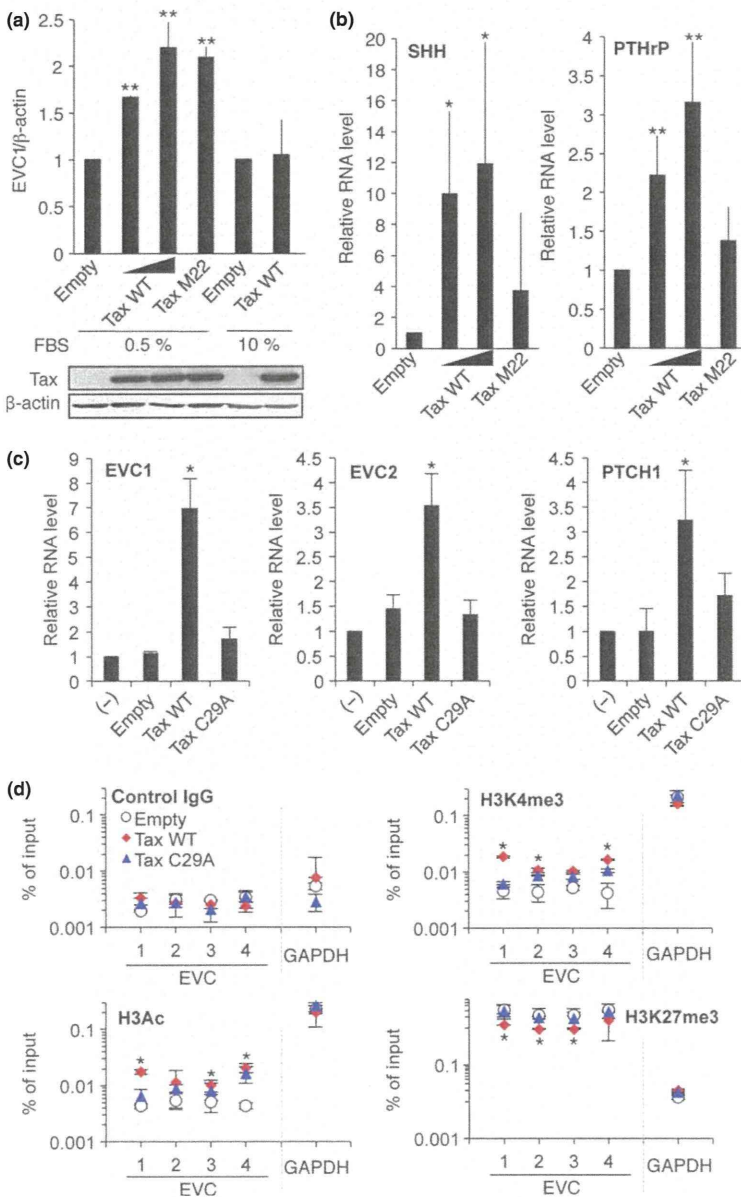 (a)
**
**
**
2.5
2
1.5
1
0.5
0
EVC1/β-actin
Empty
Tax WT
Tax M22
Empty
Tax WT
FBS 0.5 % 10 %
Tax
β-actin
(b)
SHH
20
18
16
14
12
10
8
6
4
2
0
Relative RNA level
*
*
Empty
Tax WT
Tax M22
PTHrP
4
3.5
3
2.5
2
1.5
1
0.5
0
Relative RNA level
**
**
Empty
Tax WT
Tax M22
(c)
EVC1
9
8
7
6
5
4
3
2
1
0
Relative RNA level
*
(–)
Empty
Tax WT
Tax C29A
EVC2
4.5
4
3.5
3
2.5
2
1.5
1
0.5
0
Relative RNA level
*
(–)
Empty
Tax WT
Tax C29A
PTCH1
4.5
4
3.5
3
2.5
2
1.5
1
0.5
0
Relative RNA level
*
(–)
Empty
Tax WT
Tax C29A
(d)
Control IgG
Empty
Tax WT
Tax C29A
0.1
0.01
0.001
% of input
1 2 3 4 GAPDH
EVC
H3K4me3
0.1
0.01
0.001
% of input
* * *
1 2 3 4 GAPDH
EVC
H3Ac
0.1
0.01
0.001
% of input
* * *
1 2 3 4 GAPDH
EVC
H3K27me3
0.1
0.001
% of input
* * *
1 2 3 4 GAPDH
EVC